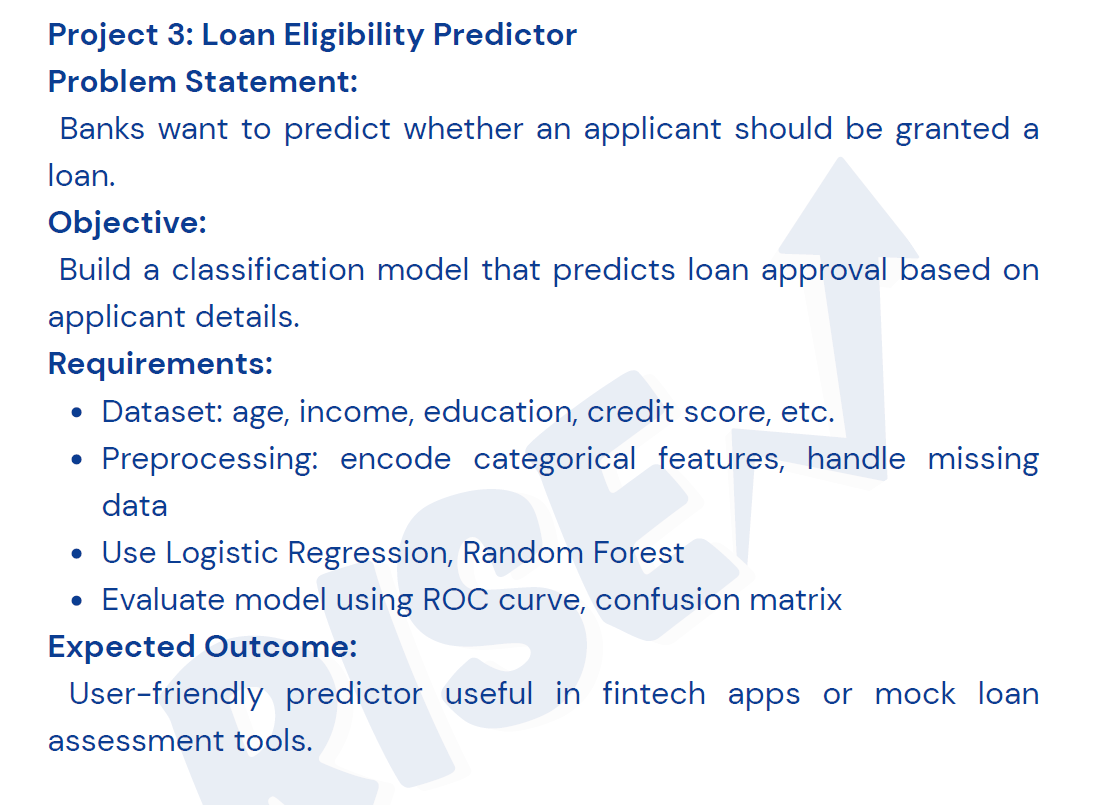 Project 3: Loan Eligibility Predictor
Problem Statement:
Banks want to predict whether an applicant should be granted a
loan.
Objective:
Build a classification model that predicts loan approval based on
applicant details.
Requirements:
• Dataset: age, income, education, credit score, etc.
• Preprocessing: encode categorical features, handle missing
data
• Use Logistic Regression, Random Forest
• Evaluate model using ROC curve, confusion matrix
Expected Outcome:
User-friendly predictor useful in fintech apps or mock loan
assessment tools.
RISE